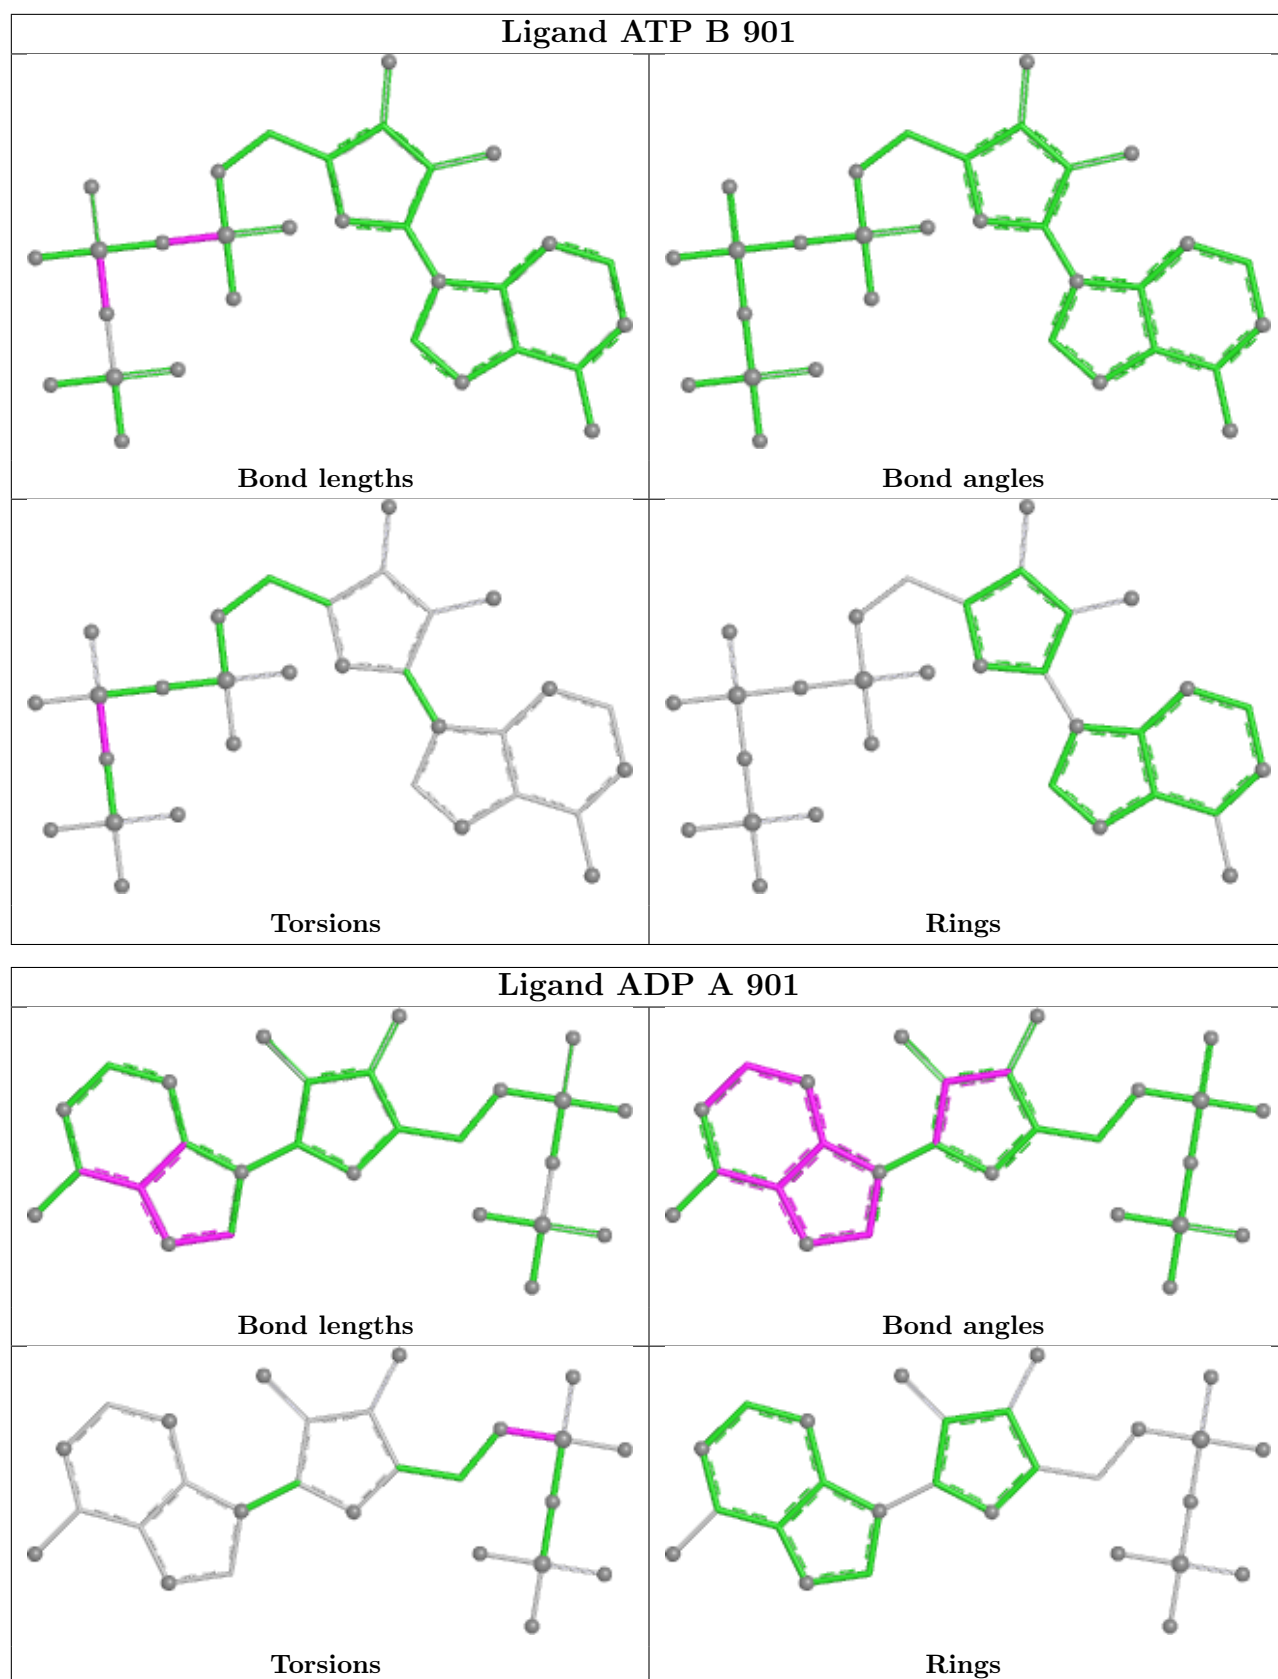 Ligand ATP B 901
Bond lengths
Bond angles
Torsions
Rings
Ligand ADP A 901
Bond lengths
Bond angles
Torsions
Rings